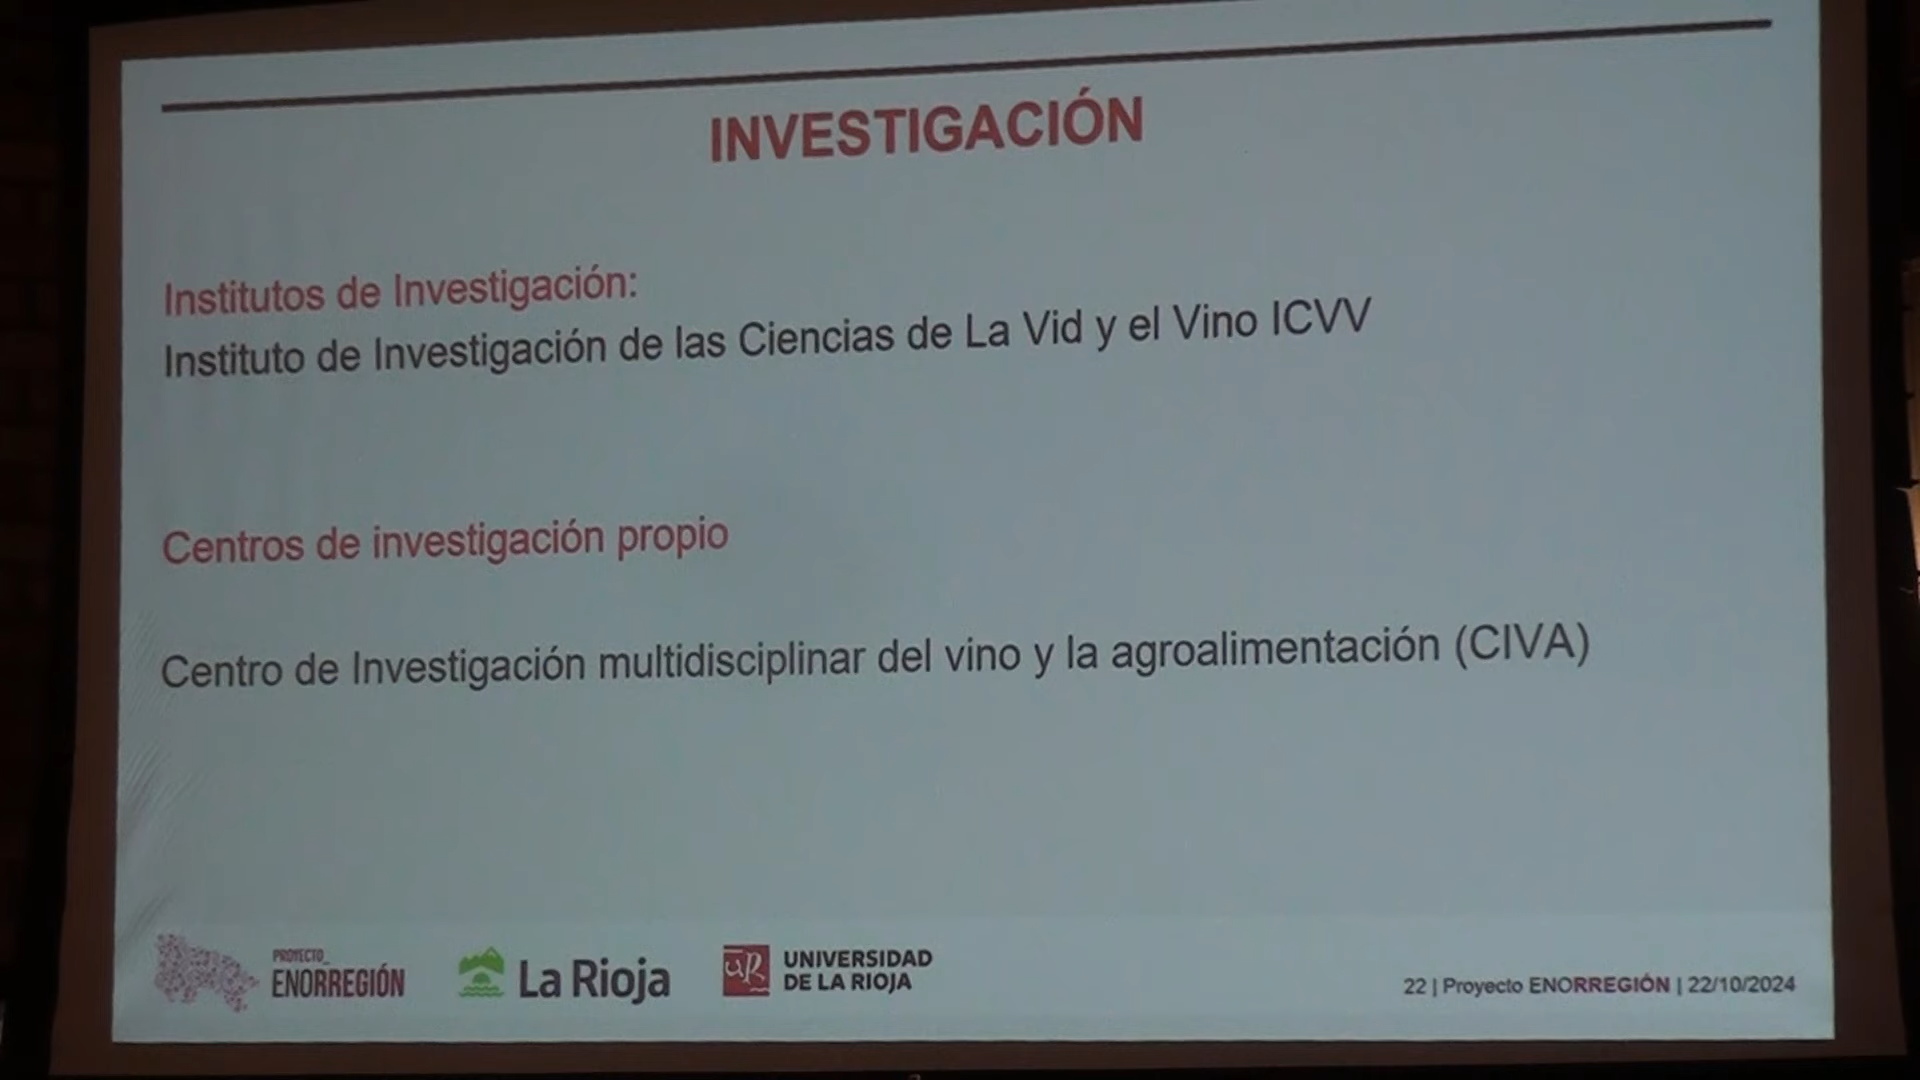 INVESTIGACIÓN
Institutos de Investigación:
Instituto de Investigación de las Ciencias de La Vid y el Vino ICVV
Centros de investigación propio
Centro de Investigación multidisciplinar del vino y la agroalimentación (CIVA)
PROYECTO_
ENORREGIÓN
La Rioja
UR
UNIVERSIDAD
DE LA RIOJA
22 | Proyecto ENORREGIÓN | 22/10/2024